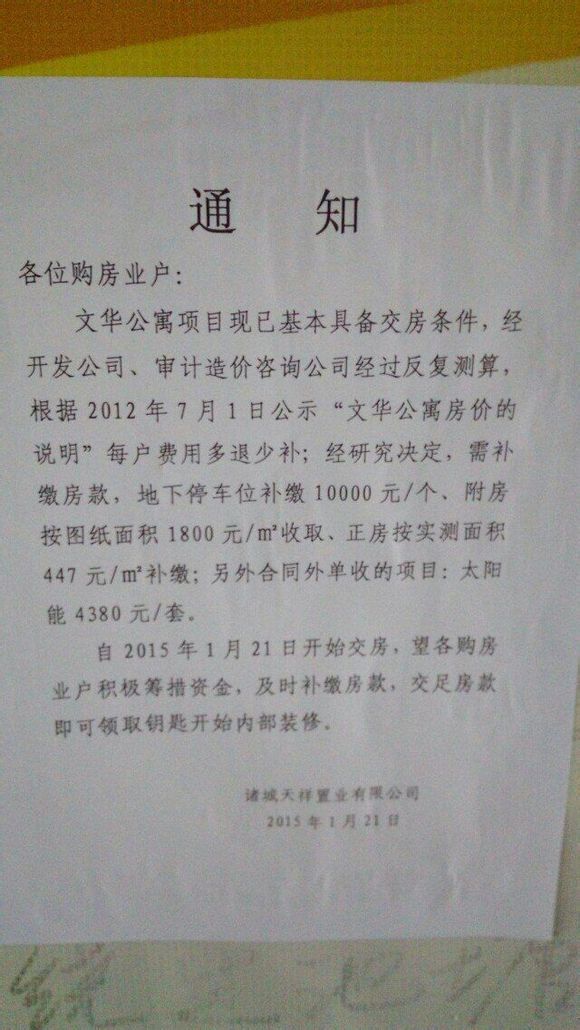 通 知
各位购房业户：
文华公寓项目现已基本具备交房条件，经
开发公司、审计造价咨询公司经过反复测算，
根据 2012 年 7 月 1 日公示“文华公寓房价的
说明”每户费用多退少补；经研究决定，需补
缴房款，地下停车位补缴 10000 元/个、附房
按图纸面积 1800 元/㎡收取、正房按实测面积
447 元/㎡补缴；另外合同外单收的项目：太阳
能 4380 元/套。
自 2015 年 1 月 21 日开始交房，望各购房
业户积极筹措资金，及时补缴房款，交足房款
即可领取钥匙开始内部装修。
诸城天祥置业有限公司
2015 年 1 月 21 日